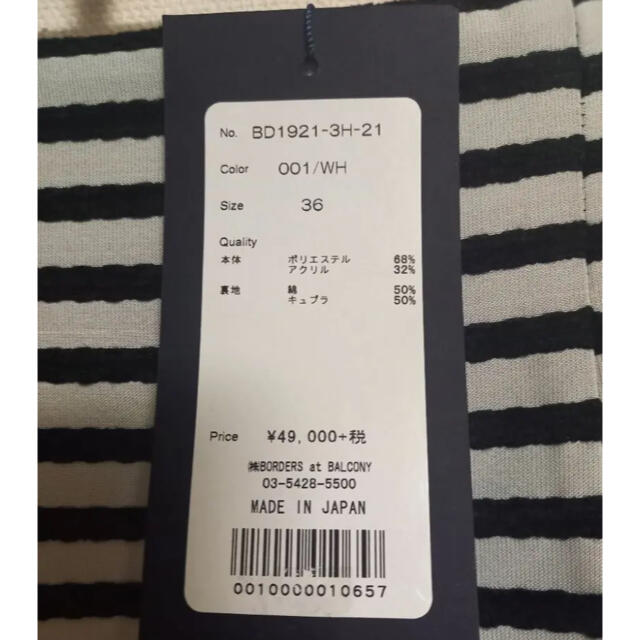 No. BD1921-3H-21
Color 001/WH
Size 36
Quality
本体 ポリエステル 68%
アクリル 32%
裏地 綿 50%
キュプラ 50%
Price ¥49,000+税
㈱BORDERS at BALCONY
03-5428-5500
MADE IN JAPAN
0010000010657